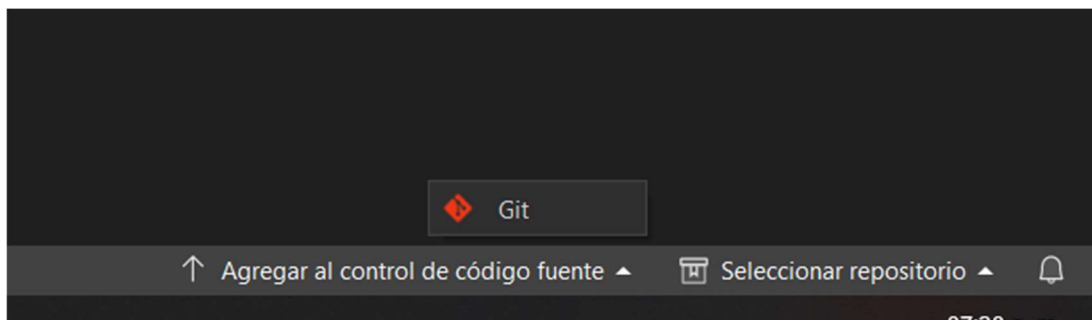 Git
Agregar al control de código fuente
Seleccionar repositorio